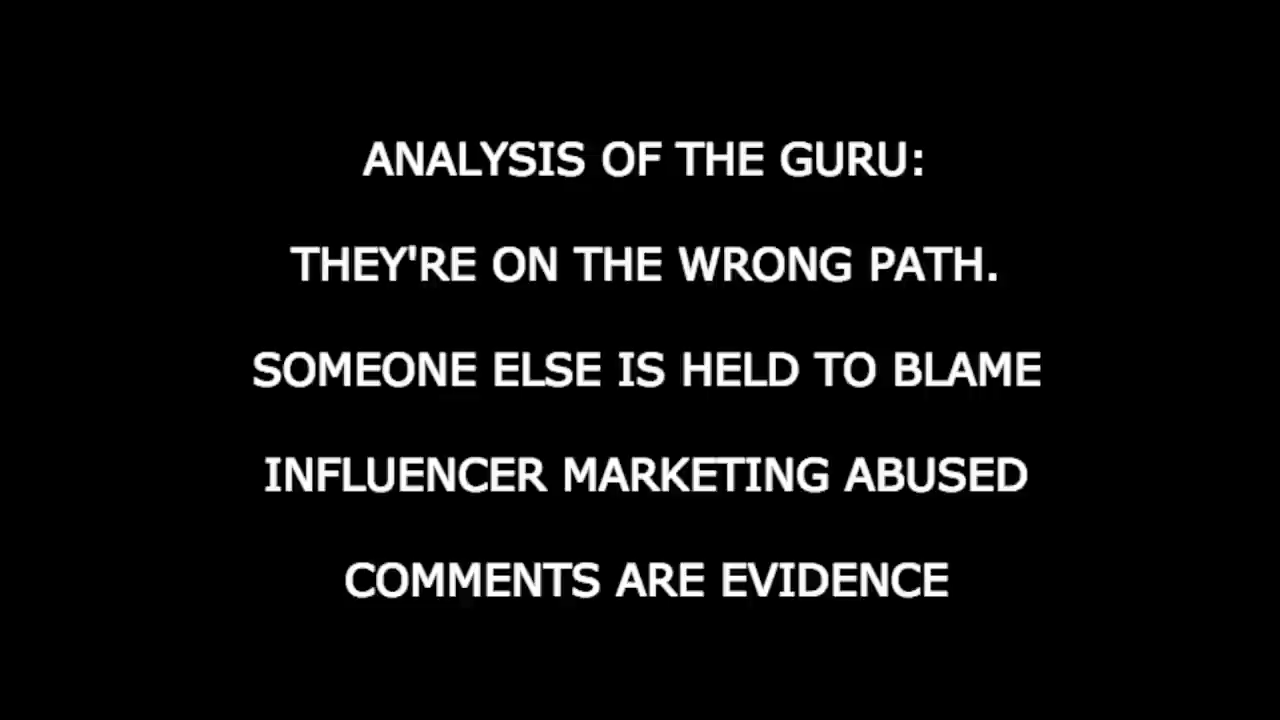 ANALYSIS OF THE GURU:
THEY'RE ON THE WRONG PATH.
SOMEONE ELSE IS HELD TO BLAME
INFLUENCER MARKETING ABUSED
COMMENTS ARE EVIDENCE